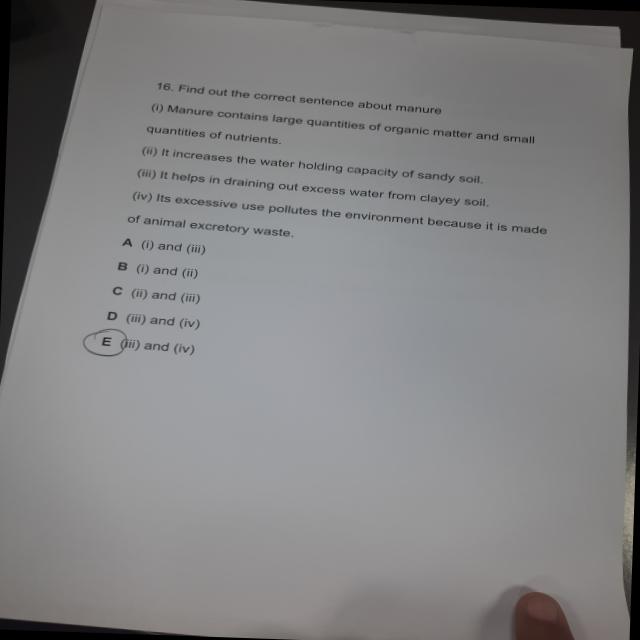 16. Find out the correct sentence about manure
(i) Manure contains large quantities of organic matter and small
quantities of nutrients.
(ii) It increases the water holding capacity of sandy soil.
(iii) It helps in draining out excess water from clayey soil.
(iv) Its excessive use pollutes the environment because it is made
of animal excretory waste.
A (i) and (iii)
B (i) and (ii)
C (ii) and (iii)
D (iii) and (iv)
E (iii) and (iv)